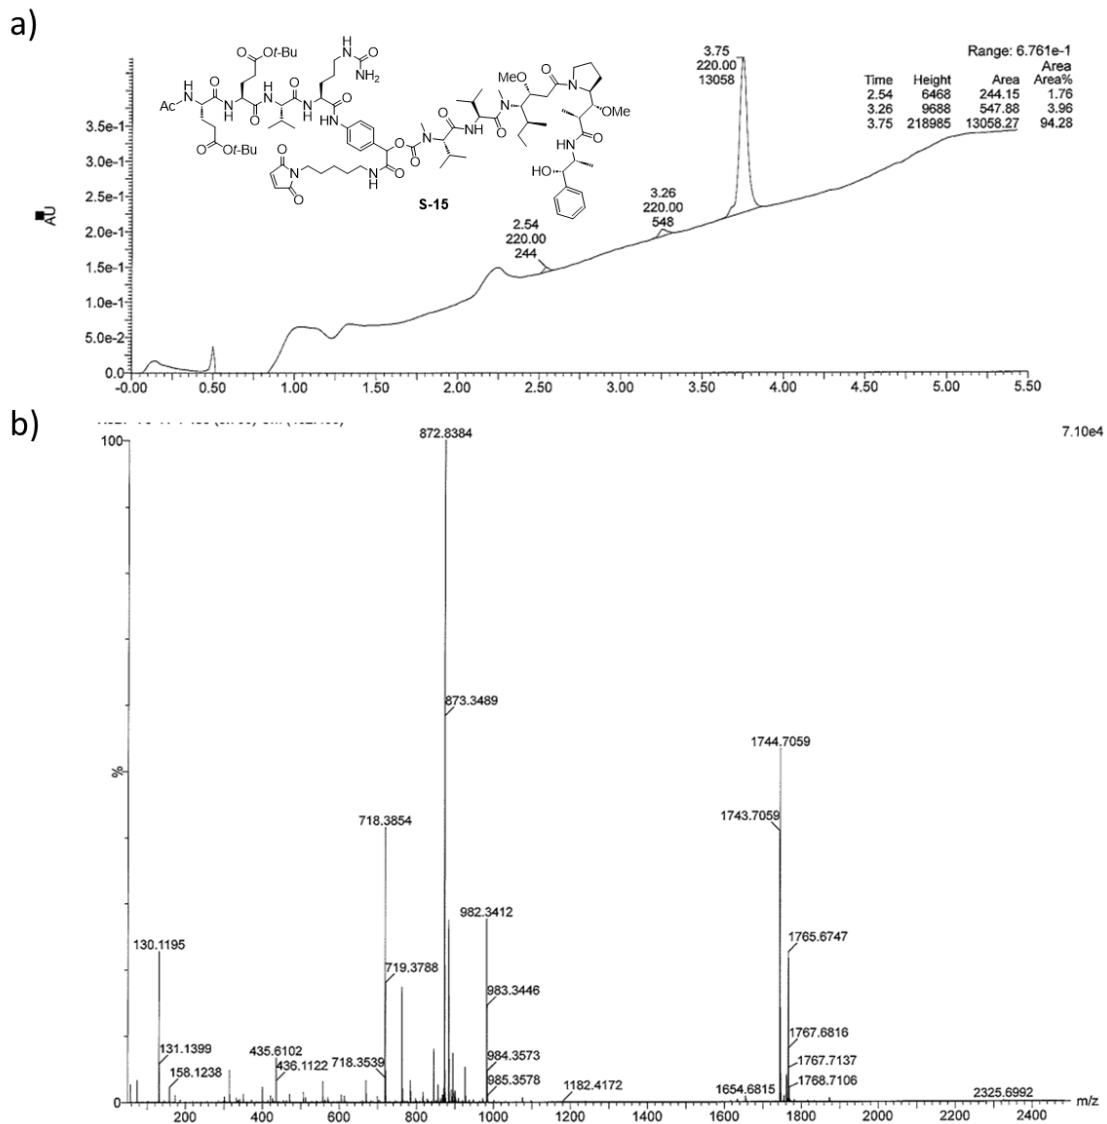 a)
3.75
220.00
13058
Range: 6.761e-1
Area
Time Height Area Area%
2.54 6468 244.15 1.76
3.26 9688 547.88 3.96
3.75 218985 13058.27 94.28
O Ot-Bu
H N O NH2
AC H N O H N O H N O H N O
O Ot-Bu
HN
O N O
O O N
H N O
MeO O N
OMe
HN O
HO
N H O
S-15
AU
3.5e-1
3.0e-1
2.5e-1
2.0e-1
1.5e-1
1.0e-1
5.0e-2
0.0
2.54
220.00
244
3.26
220.00
548
-0.00 0.50 1.00 1.50 2.00 2.50 3.00 3.50 4.00 4.50 5.00 5.50
b)
872.8384
7.10e4
100
%
0
873.3489
1744.7059
1743.7059
718.3854
982.3412
1765.6747
130.1195
719.3788
983.3446
1767.6816
131.1399
435.6102
718.3539
984.3573
1767.7137
158.1238
436.1122
985.3578
1182.4172
1654.6815
1768.7106
2325.6992
200 400 600 800 1000 1200 1400 1600 1800 2000 2200 2400
m/z